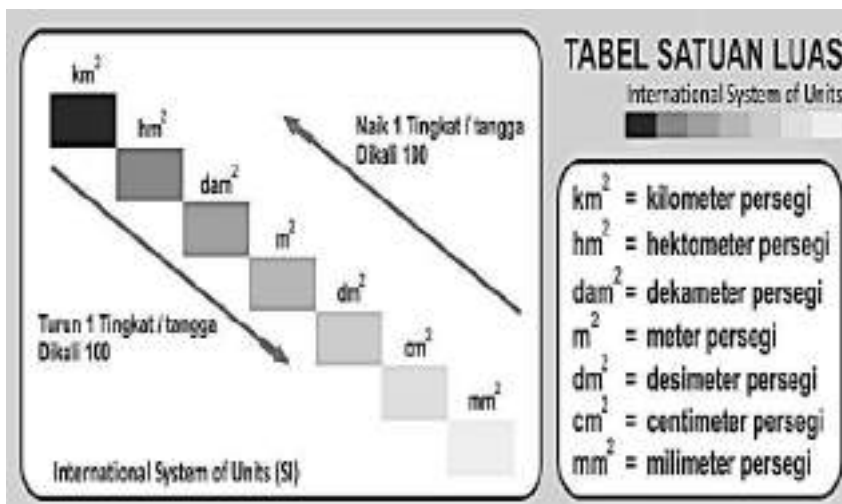 km²
hm²
dam²
m²
dm²
cm²
mm²
Naik 1 Tingkat / tangga
Dikali 100
Turun 1 Tingkat / tangga
Dikali 100
International System of Units (SI)
TABEL SATUAN LUAS
International System of Units
km² = kilometer persegi
hm² = hektometer persegi
dam² = dekameter persegi
m² = meter persegi
dm² = desimeter persegi
cm² = centimeter persegi
mm² = milimeter persegi